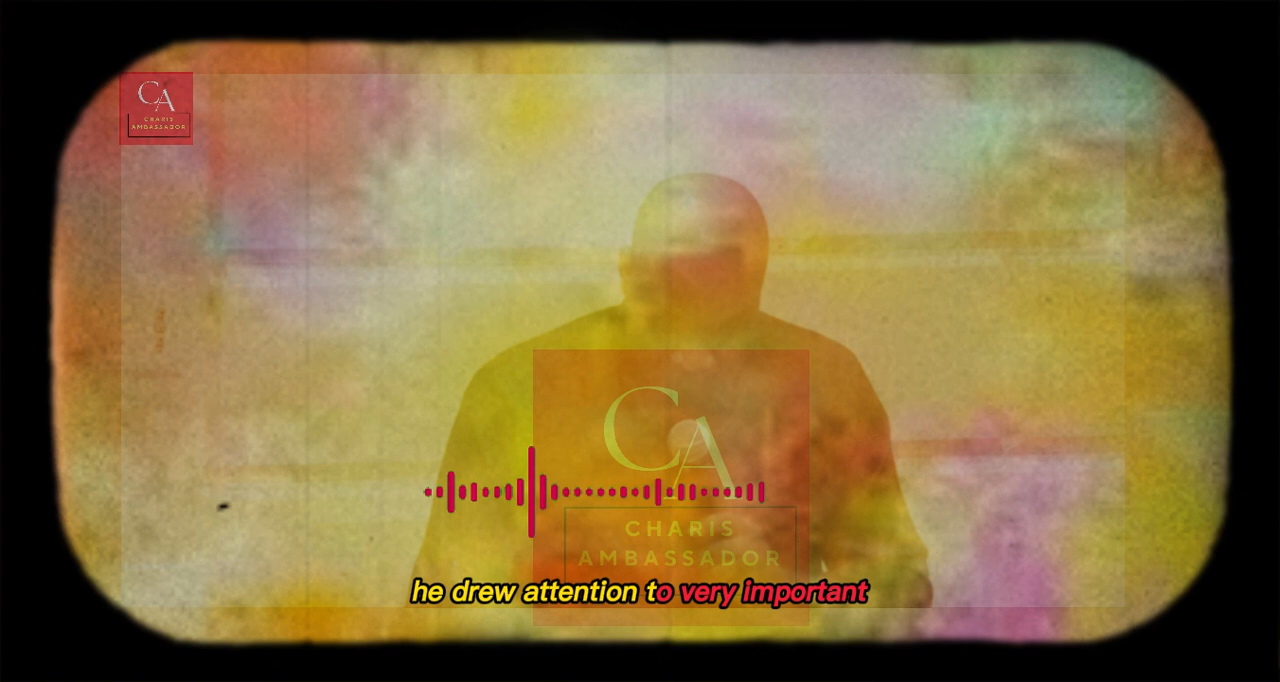 CA
CHARIS
AMBASSADOR
CA
CHARIS
AMBASSADOR
he drew attention to very important